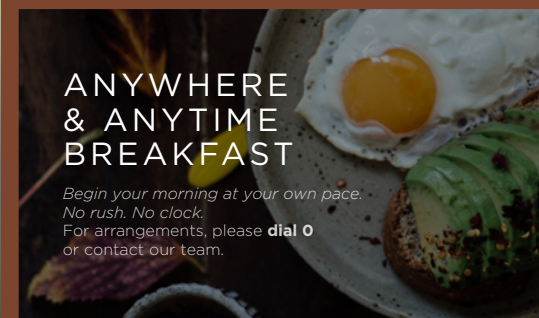 ANYWHERE
& ANYTIME
BREAKFAST
Begin your morning at your own pace.
No rush. No clock.
For arrangements, please dial 0
or contact our team.